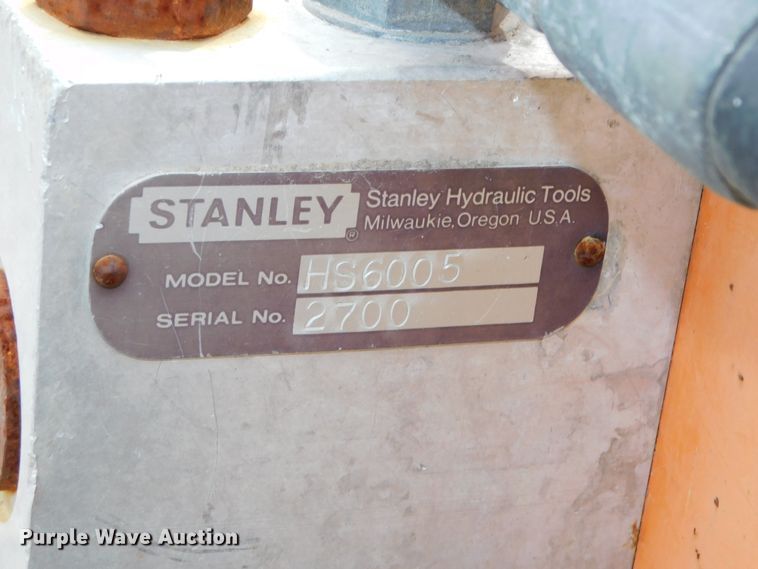 STANLEY® Stanley Hydraulic Tools
Milwaukie, Oregon U.S.A.
MODEL No. HS6005
SERIAL No. 2700
Purple Wave Auction